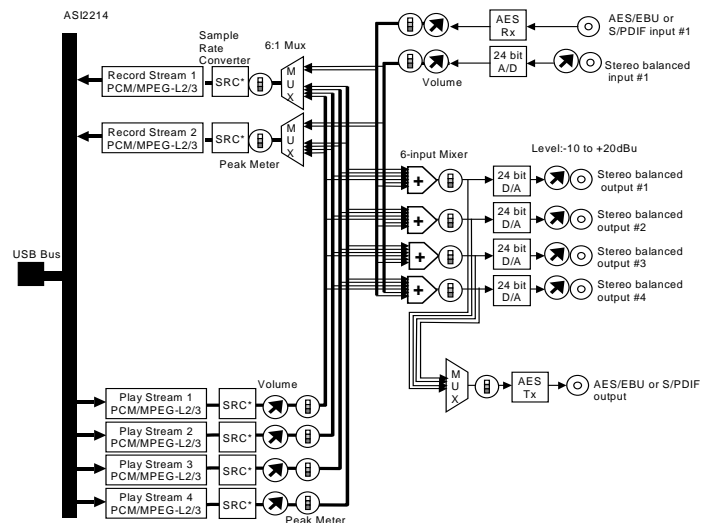 ASI2214
Sample
Rate
Converter
6:1 Mux
Record Stream 1
PCM/MPEG-L2/3
SRC*
M
U
X
Record Stream 2
PCM/MPEG-L2/3
SRC*
M
U
X
Peak Meter
AES
Rx
AES/EBU or
S/PDIF input #1
24 bit
A/D
Stereo balanced
input #1
Volume
6-input Mixer
Level:-10 to +20dBu
+
24 bit
D/A
Stereo balanced
output #1
+
24 bit
D/A
Stereo balanced
output #2
+
24 bit
D/A
Stereo balanced
output #3
+
24 bit
D/A
Stereo balanced
output #4
USB Bus
M
U
X
AES
Tx
AES/EBU or S/PDIF
output
Volume
Play Stream 1
PCM/MPEG-L2/3
SRC*
Play Stream 2
PCM/MPEG-L2/3
SRC*
Play Stream 3
PCM/MPEG-L2/3
SRC*
Play Stream 4
PCM/MPEG-L2/3
SRC*
Peak Meter